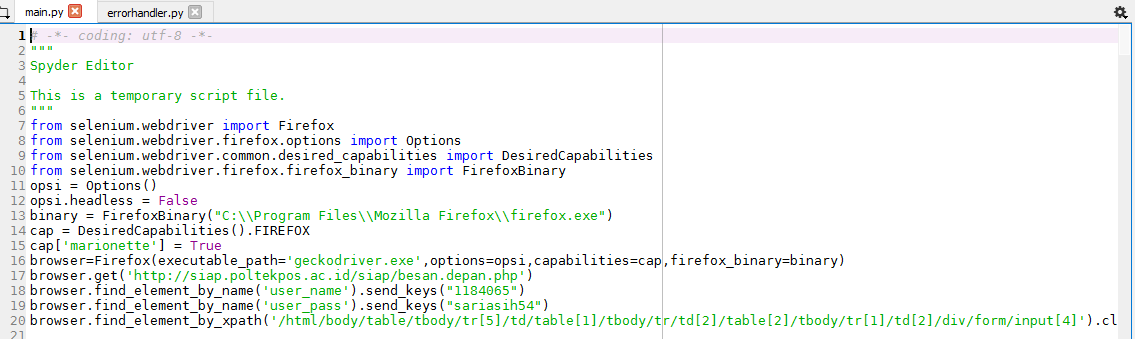 main.py errorhandler.py
1 # -*- coding: utf-8 -*-
2 """
3 Spyder Editor
4
5 This is a temporary script file.
6 """
7 from selenium.webdriver import Firefox
8 from selenium.webdriver.firefox.options import Options
9 from selenium.webdriver.common.desired_capabilities import DesiredCapabilities
10 from selenium.webdriver.firefox.firefox_binary import FirefoxBinary
11 opsi = Options()
12 opsi.headless = False
13 binary = FirefoxBinary("C:\\Program Files\\Mozilla Firefox\\firefox.exe")
14 cap = DesiredCapabilities().FIREFOX
15 cap['marionette'] = True
16 browser=Firefox(executable_path='geckodriver.exe',options=opsi,capabilities=cap,firefox_binary=binary)
17 browser.get('http://siap.poltekpos.ac.id/siap/besan.depan.php')
18 browser.find_element_by_name('user_name').send_keys("1184065")
19 browser.find_element_by_name('user_pass').send_keys("sariasih54")
20 browser.find_element_by_xpath('/html/body/table/tbody/tr[5]/td/table[1]/tbody/tr/td[2]/table[2]/tbody/tr[1]/td[2]/div/form/input[4]').cl
21